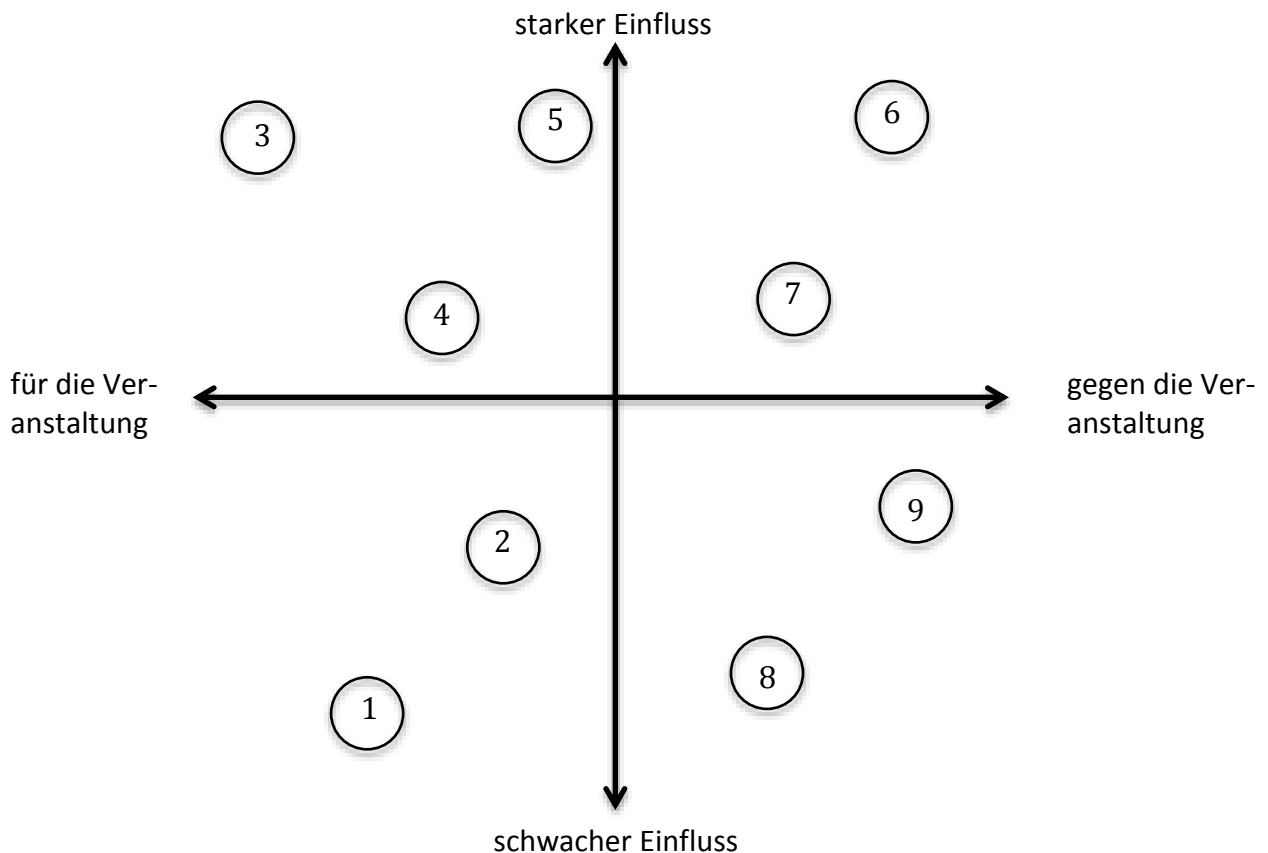 starker Einfluss
3
5
6
4
7
für die Ver-
anstaltung
gegen die Ver-
anstaltung
2
9
1
8
schwacher Einfluss